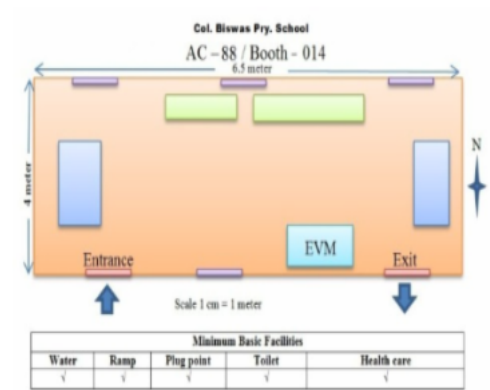 Col. Biswas Pry. School
AC – 88 / Booth - 014
6.5 meter
4 meter
N
EVM
Entrance
Exit
Scale 1 cm = 1 meter
Minimum Basic Facilities
Water Ramp Plug point Toilet Health care
√ √ √ √ √